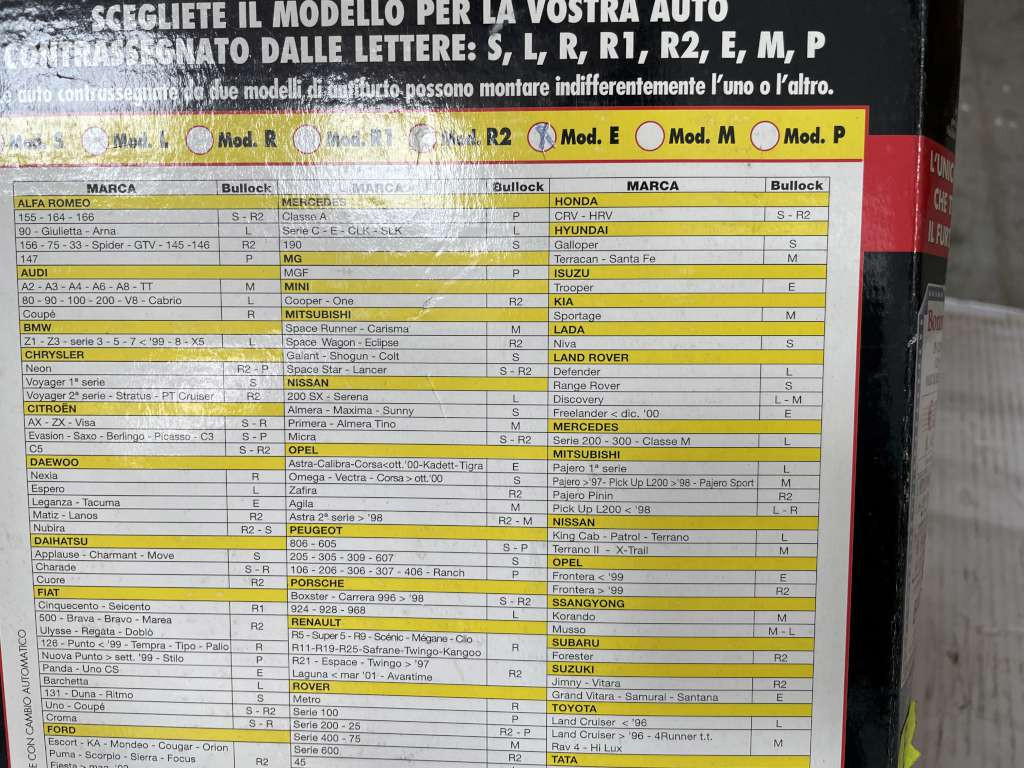 SCEGLIETE IL MODELLO PER LA VOSTRA AUTO
CONTRASSEGNATO DALLE LETTERE: S, L, R, R1, R2, E, M, P
auto contrassegnate da due modelli di antifurto possono montare indifferentemente l'uno o l'altro.
Mod. S Mod. L Mod. R Mod. R1 Mod. R2 Mod. E Mod. M Mod. P
MARCA Bullock
ALFA ROMEO
155 - 164 - 166 S - R2
90 - Giulietta - Arna L
156 - 75 - 33 - Spider - GTV - 145 -146 R2
147 P
AUDI
A2 - A3 - A4 - A6 - A8 - TT M
80 - 90 - 100 - 200 - V8 - Cabrio L
Coupé R
BMW
Z1 - Z3 - serie 3 - 5 - 7 < '99 - 8 - X5 L
CHRYSLER
Neon R2 - P
Voyager 1ª serie S
Voyager 2ª serie - Stratus - PT Cruiser R2
CITROËN
AX - ZX - Visa S - R
Evasion - Saxo - Berlingo - Picasso - C3 S - P
C5 S - R2
DAEWOO
Nexia R
Espero L
Leganza - Tacuma E
Matiz - Lanos R2
Nubira R2 - S
DAIHATSU
Applause - Charmant - Move S
Charade S - R
Cuore R2
FIAT
Cinquecento - Seicento R1
500 - Brava - Bravo - Marea
Ulysse - Regata - Doblò R2
126 - Punto < '99 - Tempra - Tipo - Palio R
Nuova Punto > sett. '99 - Stilo P
Panda - Uno CS E
Barchetta L
131 - Duna - Ritmo S
Uno - Coupé S - R2
Croma S - R
FORD
Escort - KA - Mondeo - Cougar - Orion
Puma - Scorpio - Sierra - Focus R2
MARCA Bullock
MERCEDES
Classe A P
Serie C - E - CLK - SLK L
190 S
MG
MGF P
MINI
Cooper - One R2
MITSUBISHI
Space Runner - Carisma M
Space Wagon - Eclipse R2
Galant - Shogun - Colt S
Space Star - Lancer S - R2
NISSAN
200 SX - Serena L
Almera - Maxima - Sunny S
Primera - Almera Tino M
Micra S - R2
OPEL
Astra-Calibra-Corsa<ott.'00-Kadett-Tigra E
Omega - Vectra - Corsa > ott.'00 S
Zafira R2
Agila M
Astra 2ª serie > '98 R2 - M
PEUGEOT
806 - 605 S - P
205 - 305 - 309 - 607 S
106 - 206 - 306 - 307 - 406 - Ranch P
PORSCHE
Boxster - Carrera 996 > '98 S - R2
924 - 928 - 968 L
RENAULT
R5 - Super 5 - R9 - Scénic - Mégane - Clio
R11-R19-R25-Safrane-Twingo-Kangoo R
R21 - Espace - Twingo > '97
Laguna < mar '01 - Avantime R2
ROVER
Metro R
Serie 100 P
Serie 200 - 25 R2 - P
Serie 400 - 75 M
Serie 600 R2
45 M
MARCA Bullock
HONDA
CRV - HRV S - R2
HYUNDAI
Galloper S
Terracan - Santa Fe M
ISUZU
Trooper E
KIA
Sportage M
LADA
Niva S
LAND ROVER
Defender L
Range Rover S
Discovery L - M
Freelander < dic. '00 E
MERCEDES
Serie 200 - 300 - Classe M L
MITSUBISHI
Pajero 1ª serie L
Pajero >'97- Pick Up L200 >'98 - Pajero Sport M
Pajero Pinin R2
Pick Up L200 < '98 L - R
NISSAN
King Cab - Patrol - Terrano L
Terrano II - X-Trail M
OPEL
Frontera < '99 E
Frontera > '99 R2
SSANGYONG
Korando M
Musso M - L
SUBARU
Forester R2
SUZUKI
Jimny - Vitara R2
Grand Vitara - Samurai - Santana E
TOYOTA
Land Cruiser < '96 L
Land Cruiser > '96 - 4Runner t.t.
Rav 4 - Hi Lux M
TATA
E CON CAMBIO AUTOMATICO
L'UNIC
CHE T
IL FUR